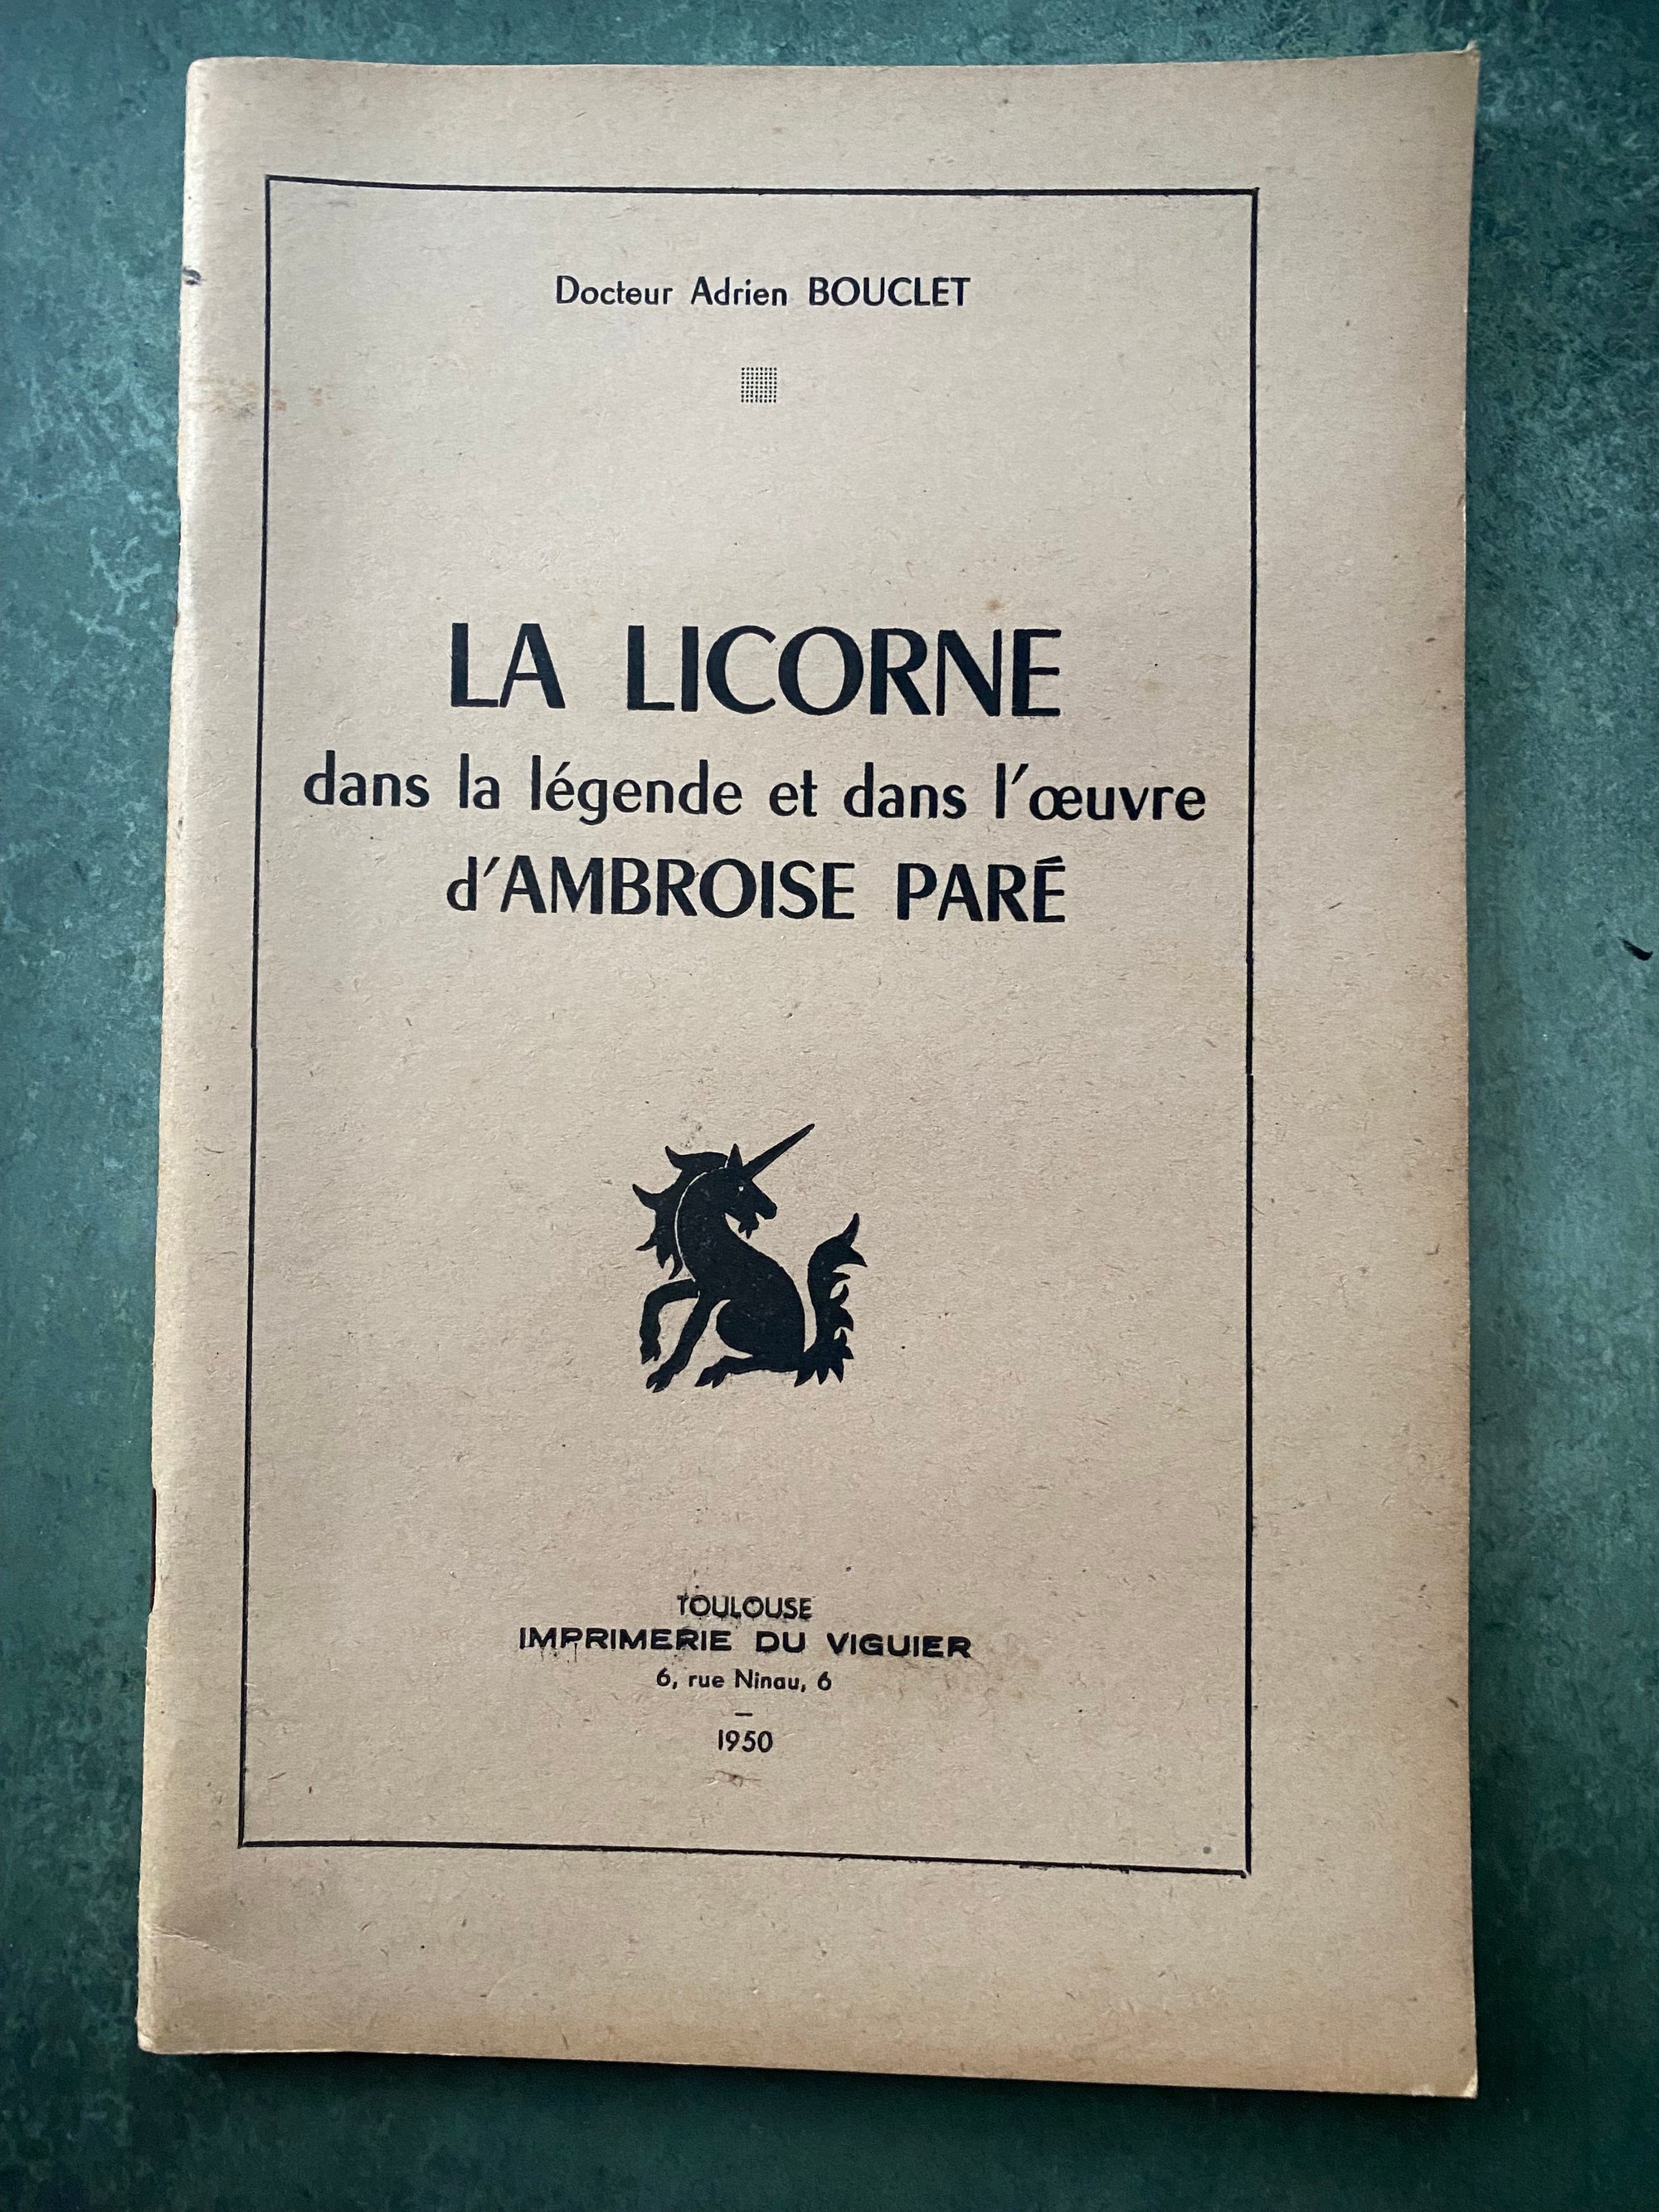 Docteur Adrien BOUCLET
LA LICORNE
dans la légende et dans l'œuvre
d'AMBROISE PARÉ
TOULOUSE
IMPRIMERIE DU VIGUIER
6, rue Ninau, 6
—
1950